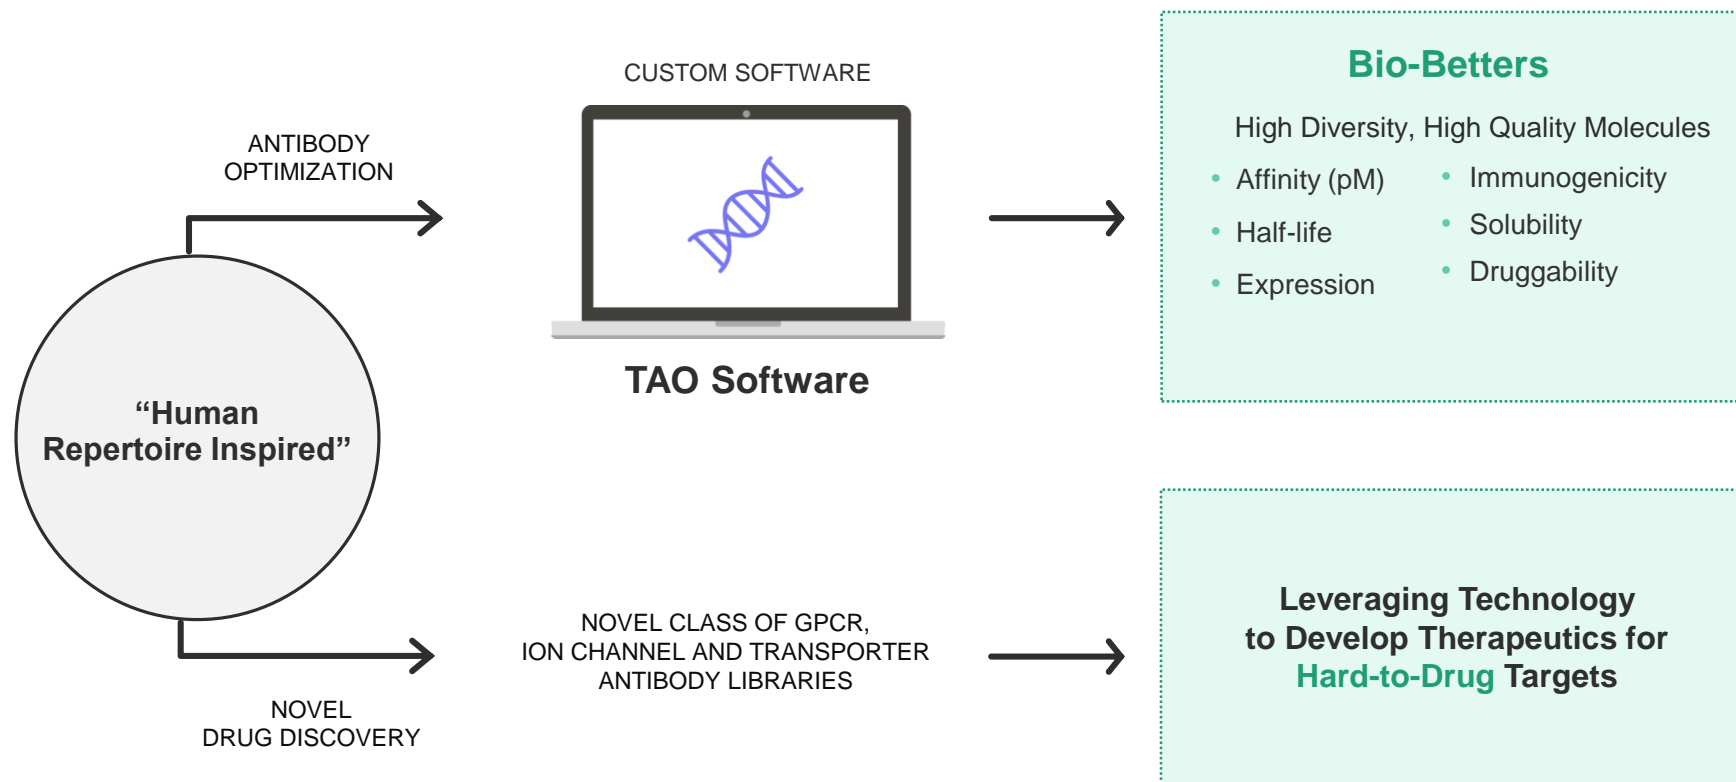 “Human
Repertoire Inspired”
ANTIBODY
OPTIMIZATION
CUSTOM SOFTWARE
TAO Software
Bio-Betters
High Diversity, High Quality Molecules
• Affinity (pM)
• Half-life
• Expression
• Immunogenicity
• Solubility
• Druggability
NOVEL
DRUG DISCOVERY
NOVEL CLASS OF GPCR,
ION CHANNEL AND TRANSPORTER
ANTIBODY LIBRARIES
Leveraging Technology
to Develop Therapeutics for
Hard-to-Drug Targets